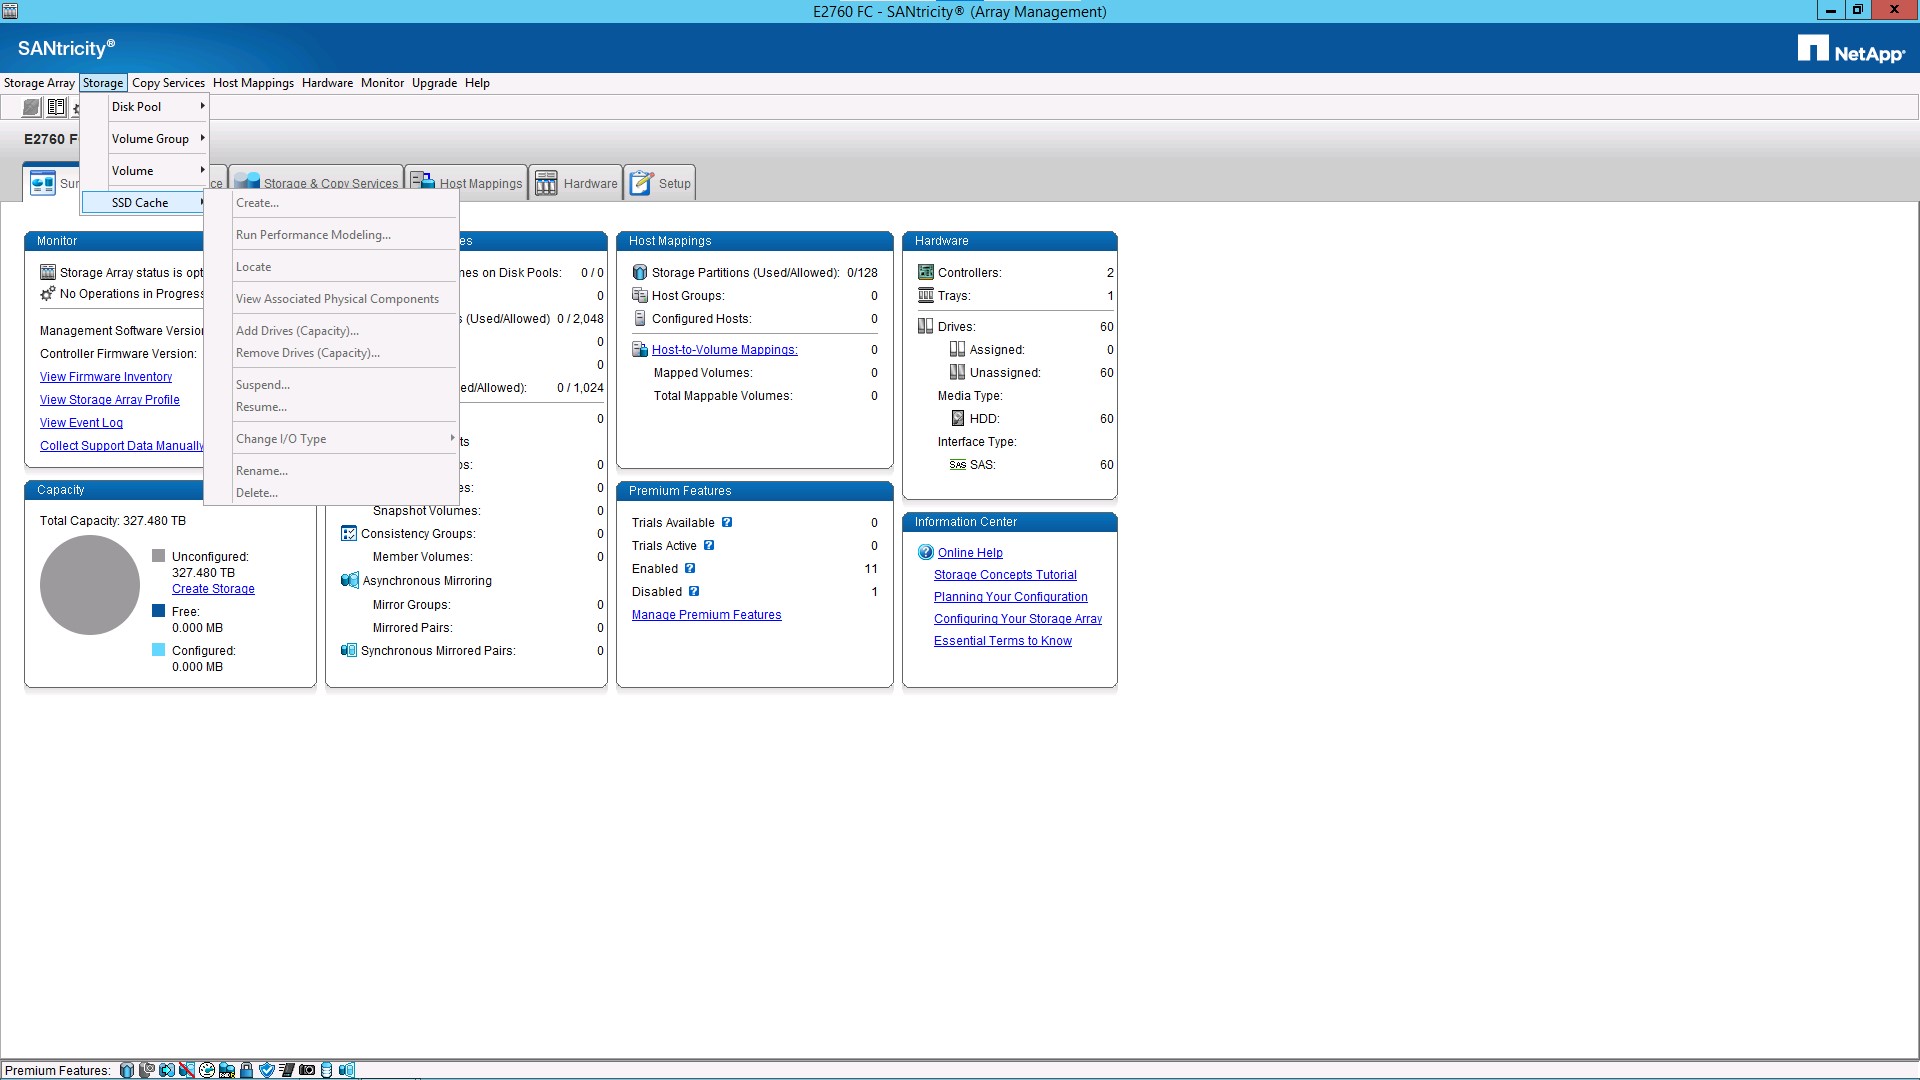 E2760 FC - SANtricity® (Array Management)
SANtricity®
NetApp®
Storage Array Storage Copy Services Host Mappings Hardware Monitor Upgrade Help
Disk Pool
Volume Group
Volume
SSD Cache
E2760 F
Sur
ce
Storage & Copy Services
Host Mappings
Hardware
Setup
Create...
Run Performance Modeling...
Locate
View Associated Physical Components
Add Drives (Capacity)...
Remove Drives (Capacity)...
Suspend...
Resume...
Change I/O Type
Rename...
Delete...
Monitor
Storage Array status is opt
No Operations in Progress
Management Software Versio
Controller Firmware Version:
View Firmware Inventory
View Storage Array Profile
View Event Log
Collect Support Data Manually
Capacity
Total Capacity: 327.480 TB
Unconfigured:
327.480 TB
Create Storage
Free:
0.000 MB
Configured:
0.000 MB
es
nes on Disk Pools: 0 / 0
0
s (Used/Allowed) 0 / 2,048
0
0
ed/Allowed): 0 / 1,024
0
ts
os: 0
es: 0
Snapshot Volumes: 0
Consistency Groups: 0
Member Volumes: 0
Asynchronous Mirroring
Mirror Groups: 0
Mirrored Pairs: 0
Synchronous Mirrored Pairs: 0
Host Mappings
Storage Partitions (Used/Allowed): 0/128
Host Groups: 0
Configured Hosts: 0
Host-to-Volume Mappings: 0
Mapped Volumes: 0
Total Mappable Volumes: 0
Premium Features
Trials Available ? 0
Trials Active ? 0
Enabled ? 11
Disabled ? 1
Manage Premium Features
Hardware
Controllers: 2
Trays: 1
Drives: 60
Assigned: 0
Unassigned: 60
Media Type:
HDD: 60
Interface Type:
SAS SAS: 60
Information Center
? Online Help
Storage Concepts Tutorial
Planning Your Configuration
Configuring Your Storage Array
Essential Terms to Know
Premium Features: